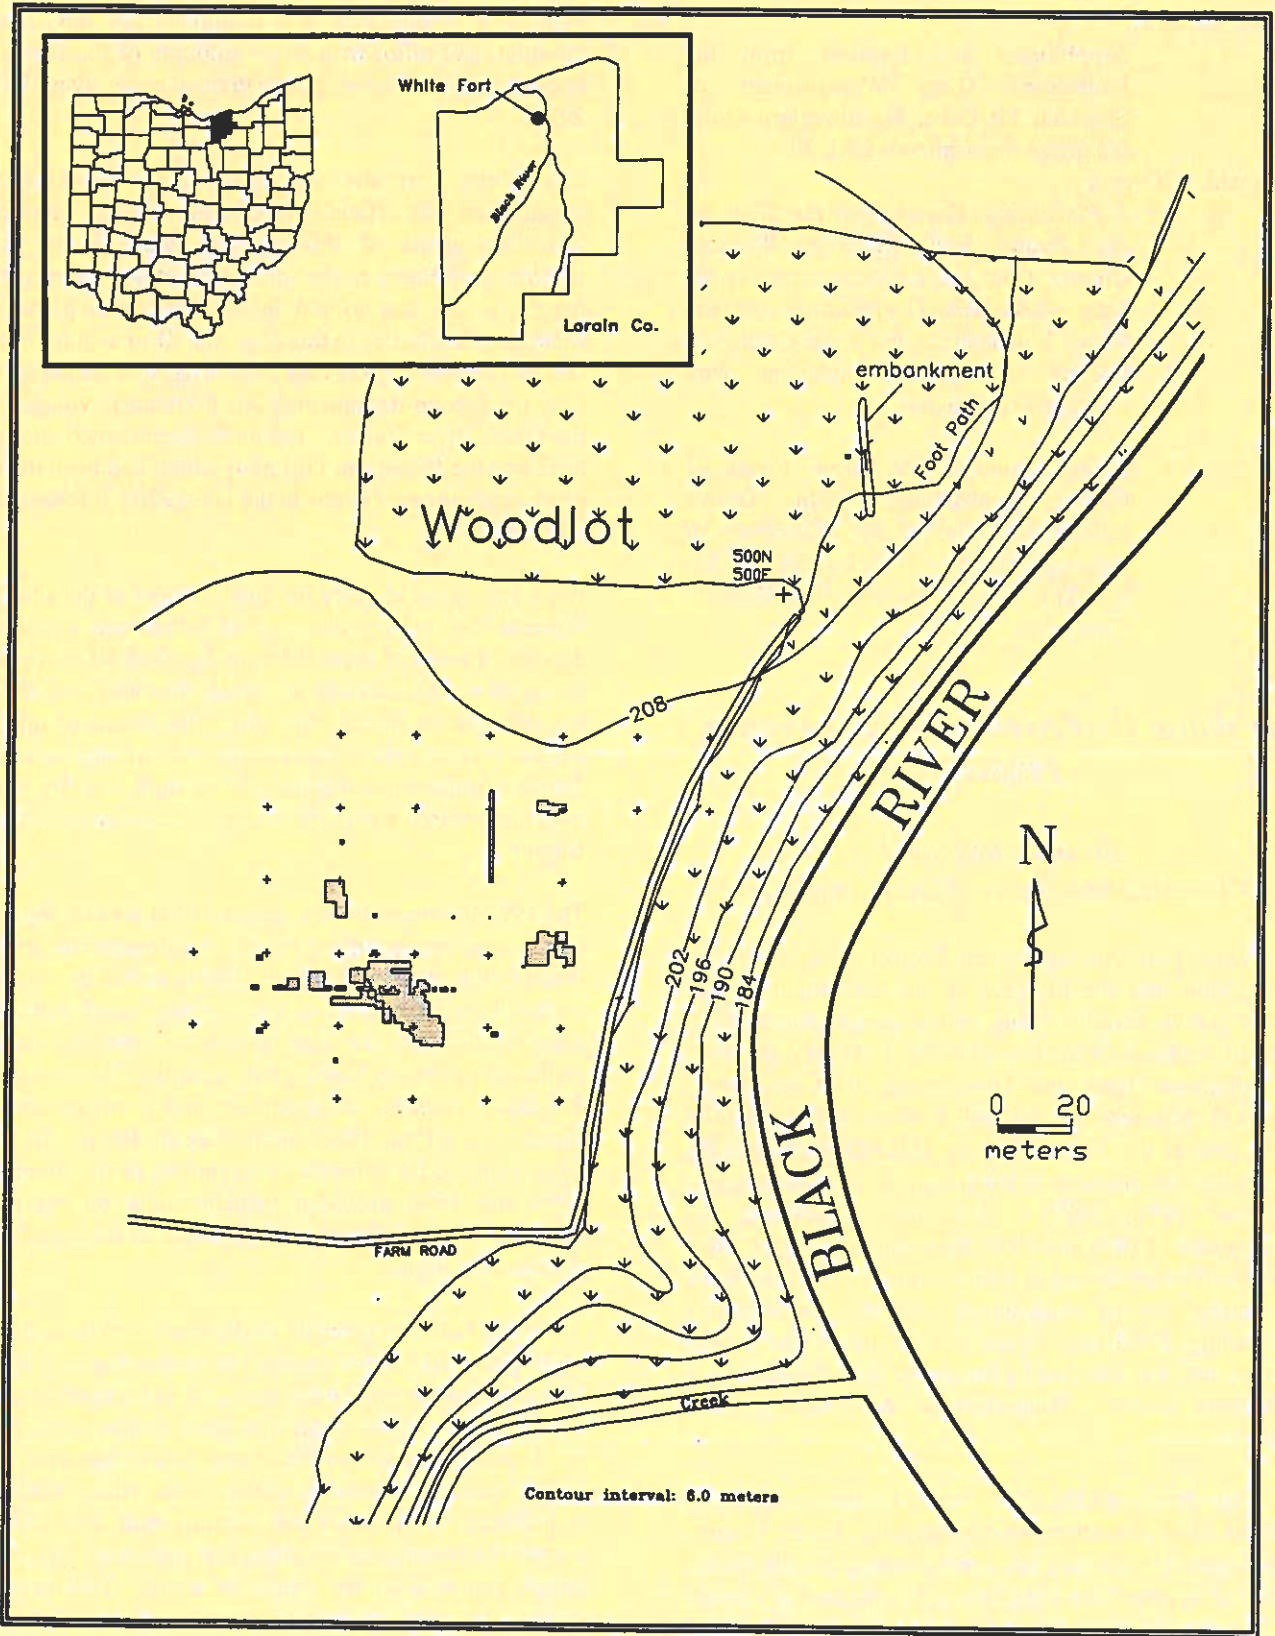 White Fort
Black River
Lorain Co.
embankment
Foot Path
Woodlot
500N
500E
208
RIVER
N
202
196
190
184
0 20
meters
BLACK
FARM ROAD
Creek
Contour interval: 6.0 meters